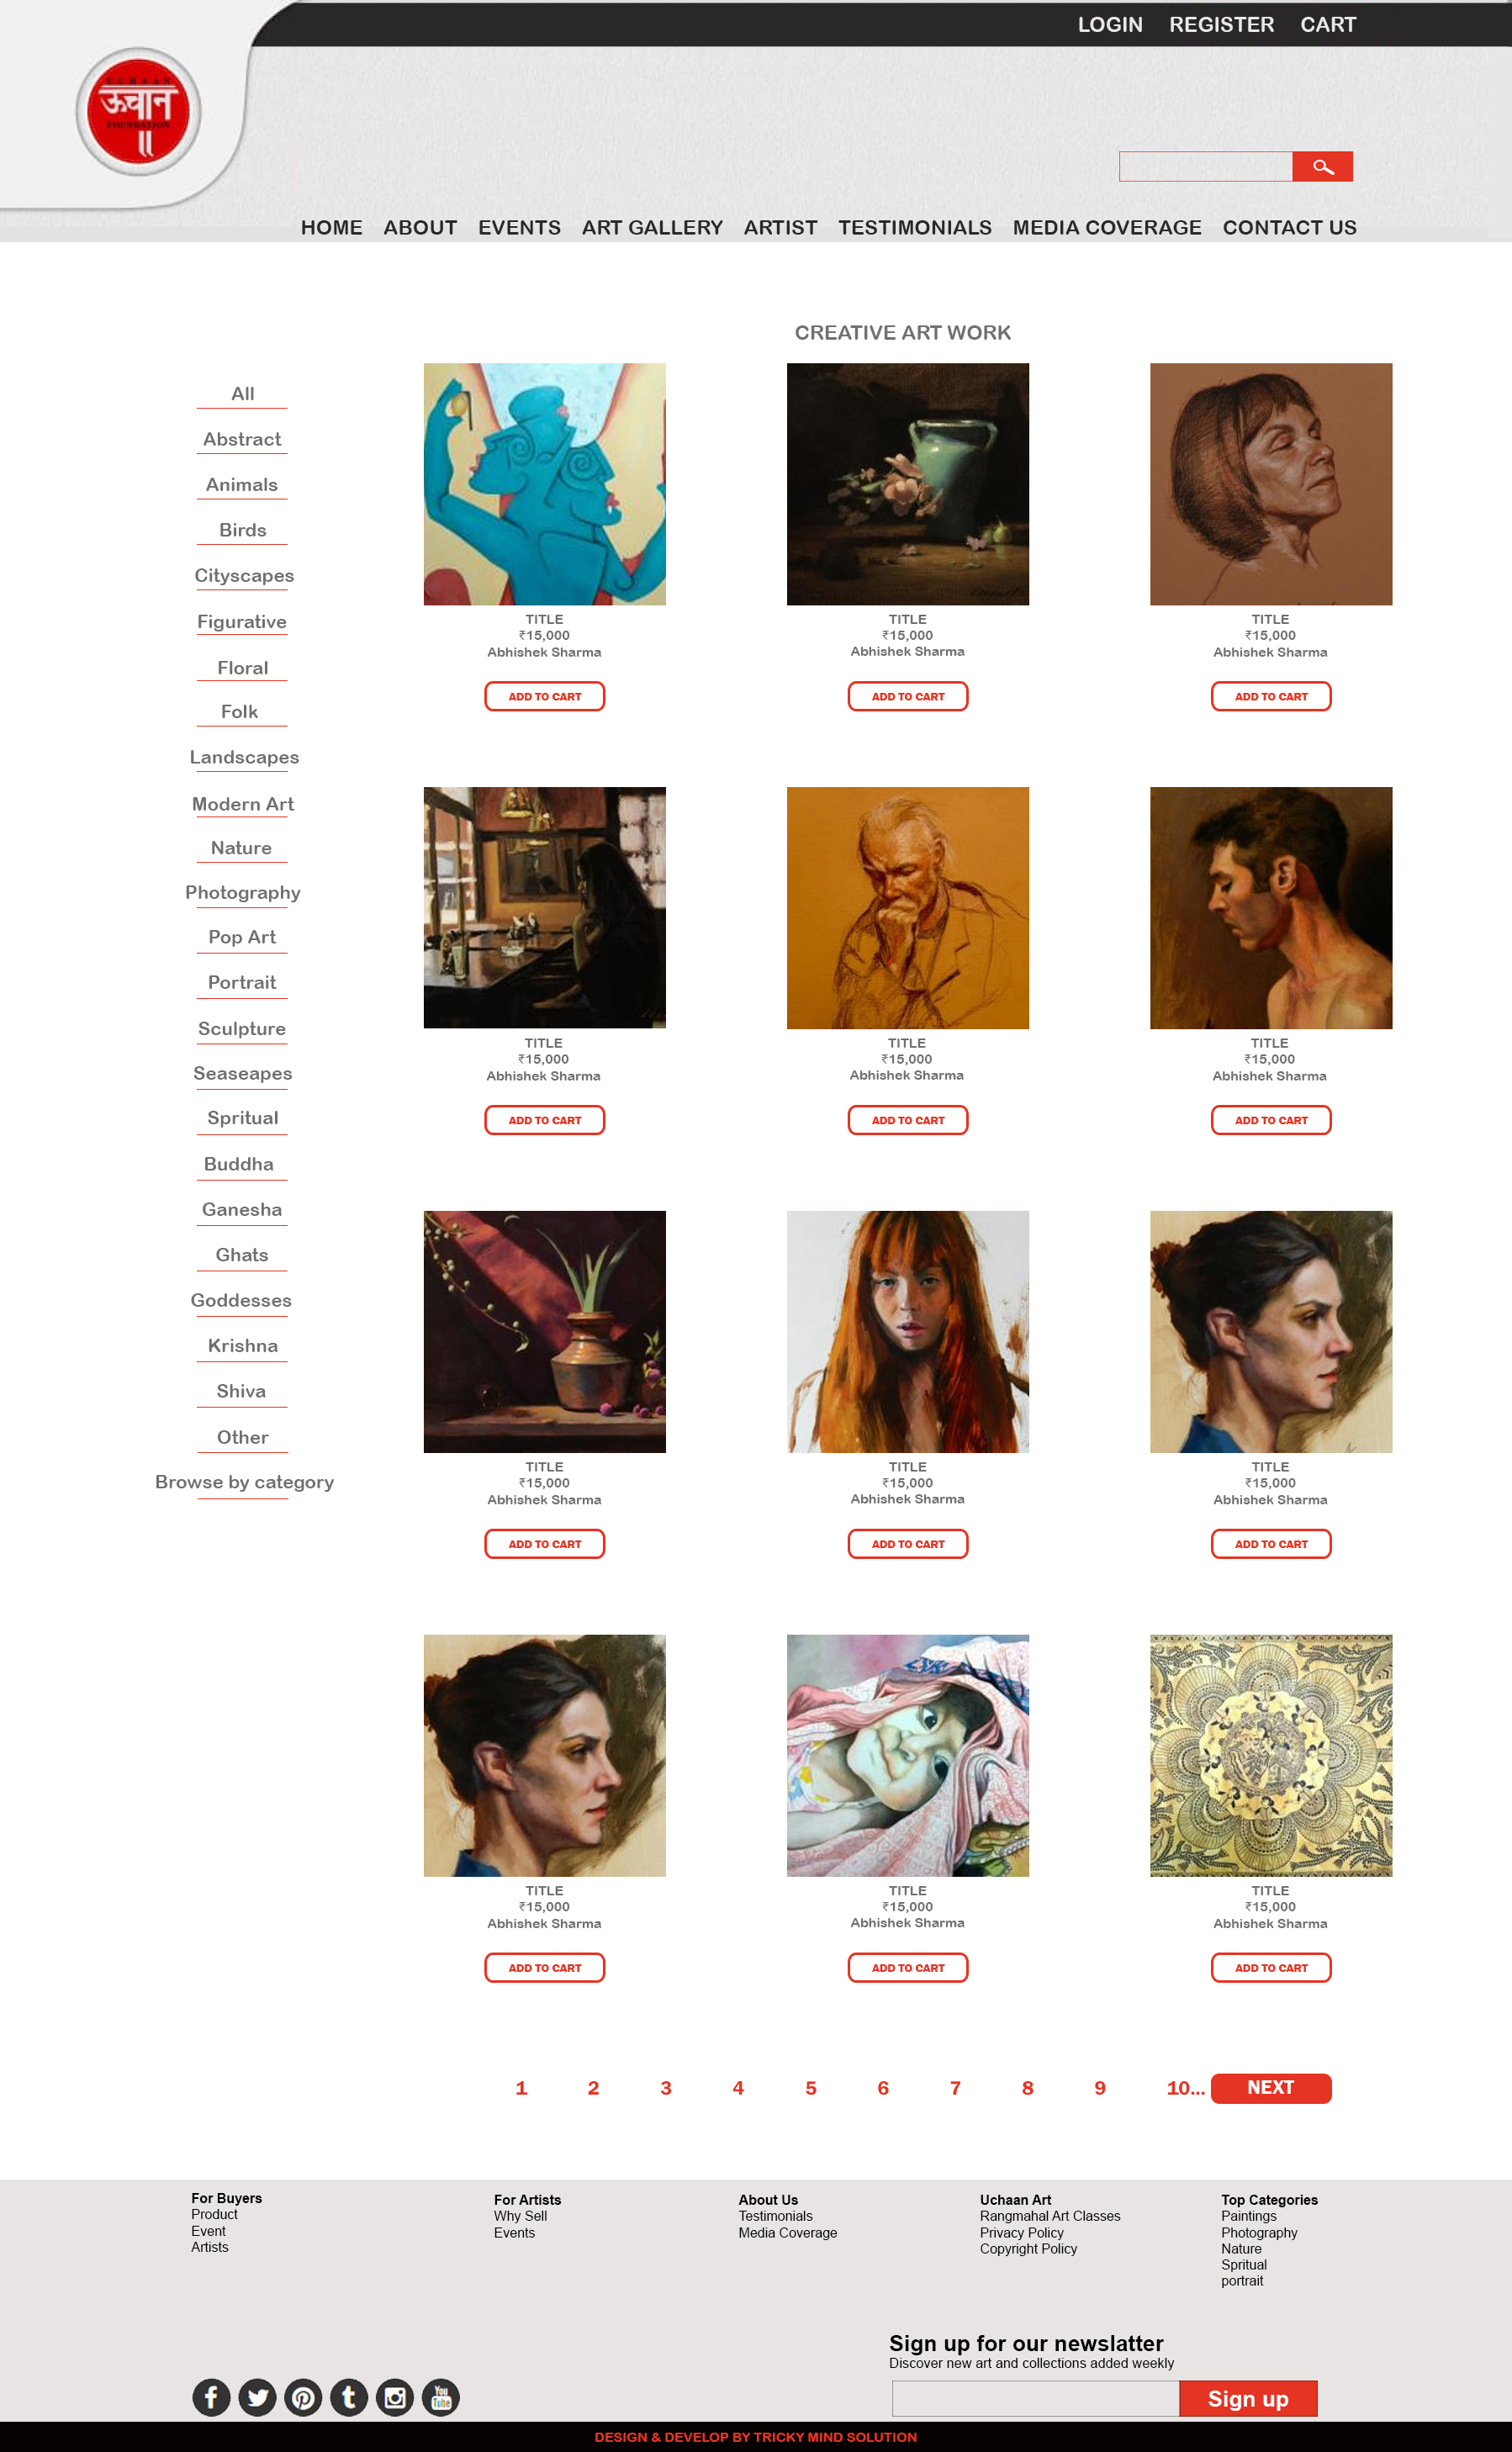 LOGIN REGISTER CART
UCHAAN
ऊचान
FOUNDATION
HOME ABOUT EVENTS ART GALLERY ARTIST TESTIMONIALS MEDIA COVERAGE CONTACT US
CREATIVE ART WORK
All
Abstract
Animals
Birds
Cityscapes
Figurative
Floral
Folk
Landscapes
Modern Art
Nature
Photography
Pop Art
Portrait
Sculpture
Seaseapes
Spritual
Buddha
Ganesha
Ghats
Goddesses
Krishna
Shiva
Other
Browse by category
TITLE
₹15,000
Abhishek Sharma
ADD TO CART
TITLE
₹15,000
Abhishek Sharma
ADD TO CART
TITLE
₹15,000
Abhishek Sharma
ADD TO CART
TITLE
₹15,000
Abhishek Sharma
ADD TO CART
TITLE
₹15,000
Abhishek Sharma
ADD TO CART
TITLE
₹15,000
Abhishek Sharma
ADD TO CART
TITLE
₹15,000
Abhishek Sharma
ADD TO CART
TITLE
₹15,000
Abhishek Sharma
ADD TO CART
TITLE
₹15,000
Abhishek Sharma
ADD TO CART
TITLE
₹15,000
Abhishek Sharma
ADD TO CART
TITLE
₹15,000
Abhishek Sharma
ADD TO CART
TITLE
₹15,000
Abhishek Sharma
ADD TO CART
1 2 3 4 5 6 7 8 9 10... NEXT
For Buyers
Product
Event
Artists
For Artists
Why Sell
Events
About Us
Testimonials
Media Coverage
Uchaan Art
Rangmahal Art Classes
Privacy Policy
Copyright Policy
Top Categories
Paintings
Photography
Nature
Spritual
portrait
Sign up for our newslatter
Discover new art and collections added weekly
Sign up
You
Tube
DESIGN & DEVELOP BY TRICKY MIND SOLUTION